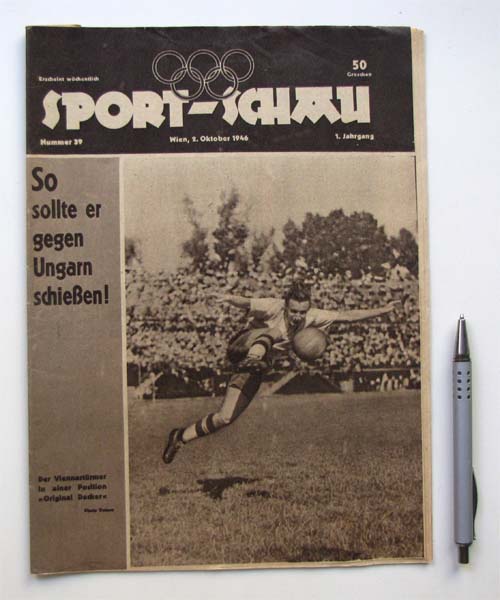 Erscheint wöchentlich
50
Groschen
SPORT-SCHAU
Nummer 39
Wien, 2. Oktober 1946
1. Jahrgang
So
sollte er
gegen
Ungarn
schießen!
Der Viennastürmer
in einer Position
»Original Decker«